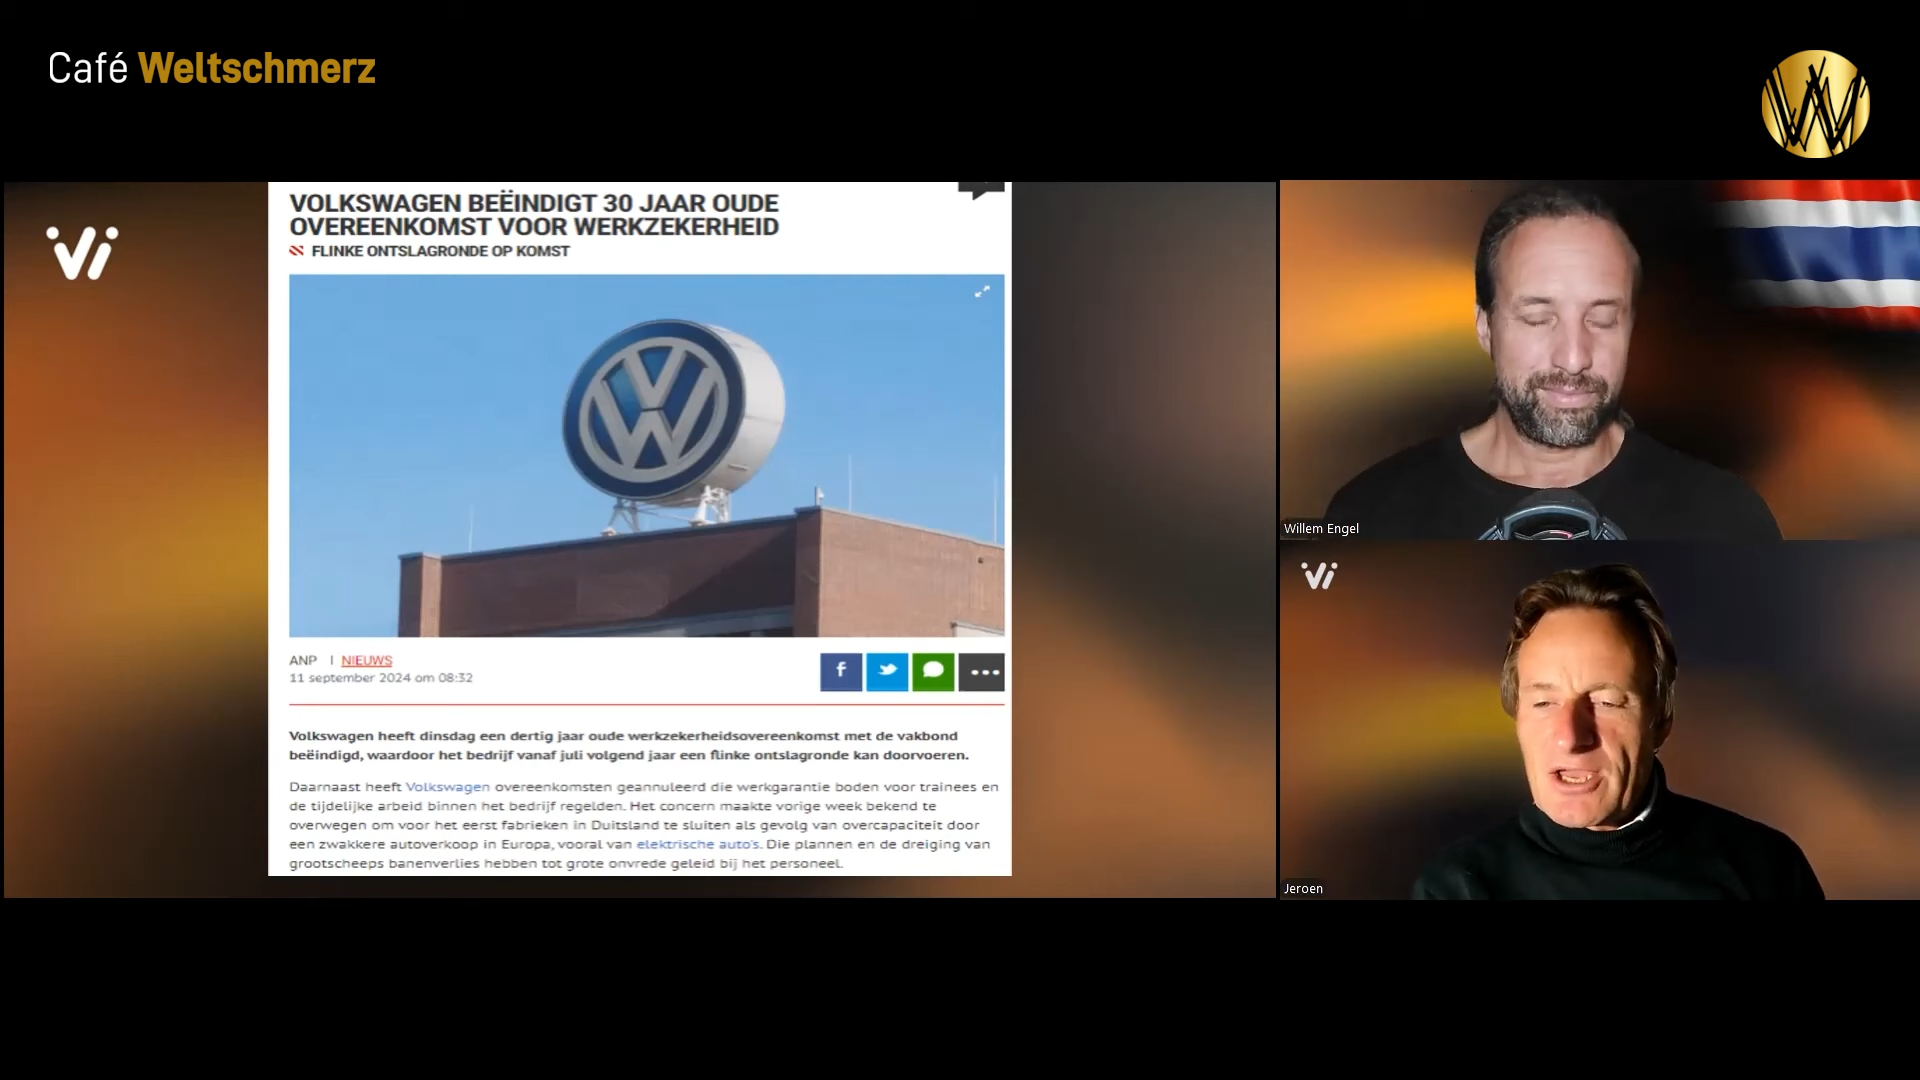 Café Weltschmerz
VOLKSWAGEN BEËINDIGT 30 JAAR OUDE
OVEREENKOMST VOOR WERKZEKERHEID
FLINKE ONTSLAGRONDE OP KOMST
ANP | NIEUWS
11 september 2024 om 08:32
Volkswagen heeft dinsdag een dertig jaar oude werkzekerheidsovereenkomst met de vakbond
beëindigd, waardoor het bedrijf vanaf juli volgend jaar een flinke ontslagronde kan doorvoeren.
Daarnaast heeft Volkswagen overeenkomsten geannuleerd die werkgarantie boden voor trainees en
de tijdelijke arbeid binnen het bedrijf regelden. Het concern maakte vorige week bekend te
overwegen om voor het eerst fabrieken in Duitsland te sluiten als gevolg van overcapaciteit door
een zwakkere autoverkoop in Europa, vooral van elektrische auto's. Die plannen en de dreiging van
grootscheeps banenverlies hebben tot grote onvrede geleid bij het personeel.
Willem Engel
Jeroen